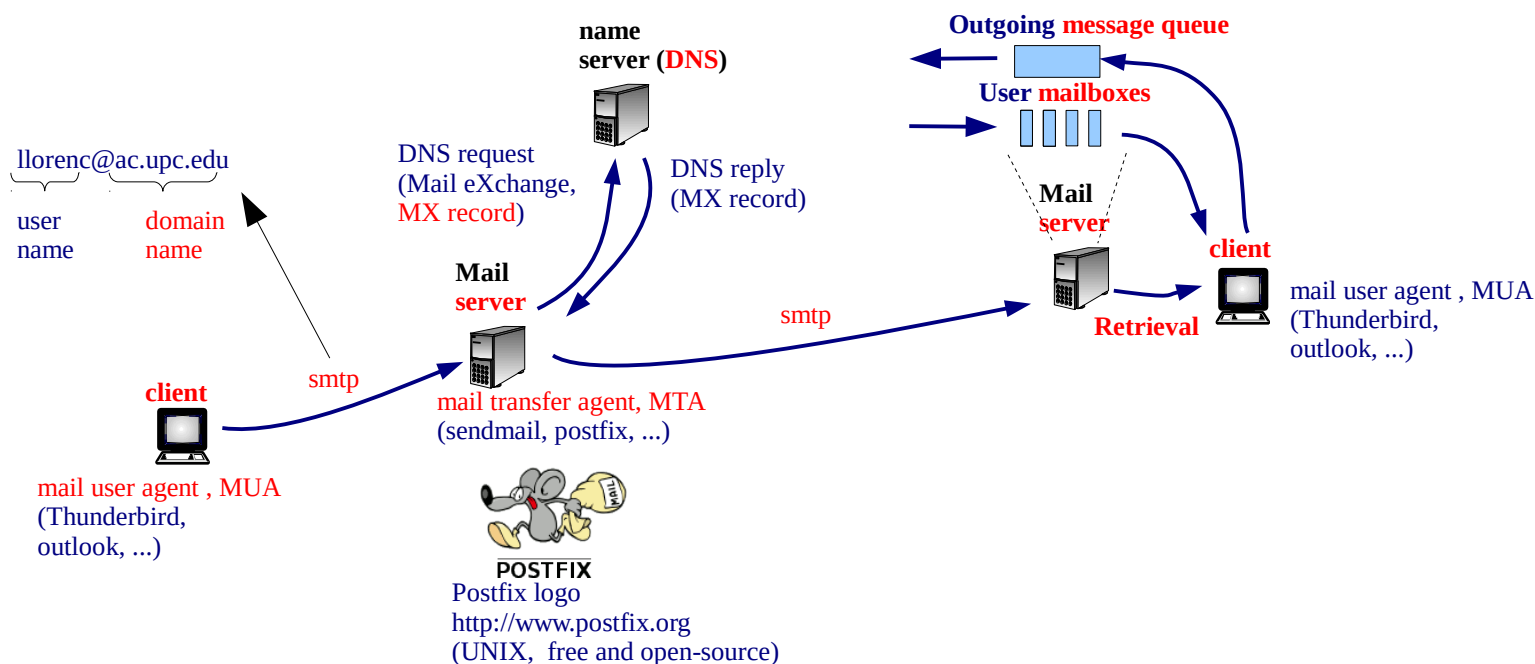 name
server (DNS)
Outgoing message queue
User mailboxes
llorenc@ac.upc.edu
user
name
domain
name
DNS request
(Mail eXchange,
MX record)
DNS reply
(MX record)
Mail
server
Mail
server
client
mail user agent , MUA
(Thunderbird,
outlook, ...)
Retrieval
smtp
smtp
client
mail user agent , MUA
(Thunderbird,
outlook, ...)
mail transfer agent, MTA
(sendmail, postfix, ...)
MAIL
POSTFIX
Postfix logo
http://www.postfix.org
(UNIX,  free and open-source)